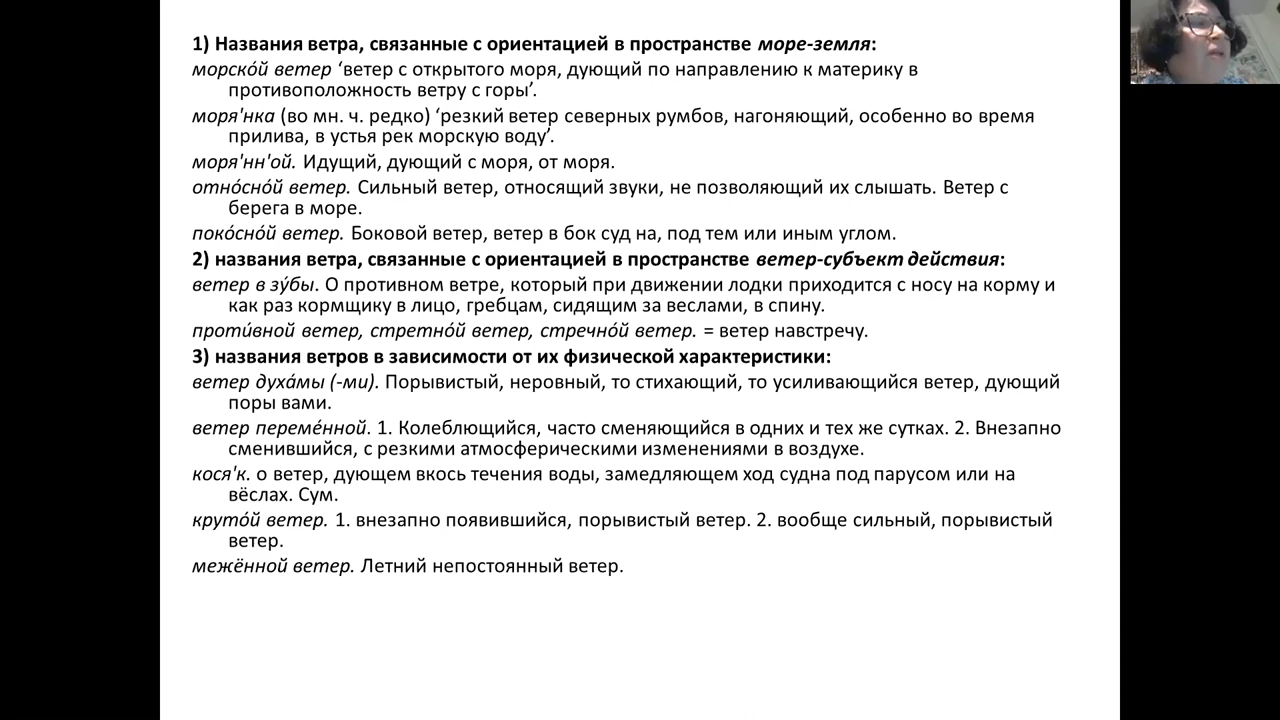 1) Названия ветра, связанные с ориентацией в пространстве море-земля:
морско́й ветер ‘ветер с открытого моря, дующий по направлению к материку в
противоположность ветру с горы’.
моря'нка (во мн. ч. редко) ‘резкий ветер северных румбов, нагоняющий, особенно во время
прилива, в устья рек морскую воду’.
моря'нн'ой. Идущий, дующий с моря, от моря.
отно́сно́й ветер. Сильный ветер, относящий звуки, не позволяющий их слышать. Ветер с
берега в море.
поко́сно́й ветер. Боковой ветер, ветер в бок суд на, под тем или иным углом.
2) названия ветра, связанные с ориентацией в пространстве ветер-субъект действия:
ветер в зу́бы. О противном ветре, который при движении лодки приходится с носу на корму и
как раз кормщику в лицо, гребцам, сидящим за веслами, в спину.
проти́вной ветер, стретно́й ветер, стречно́й ветер. = ветер навстречу.
3) названия ветров в зависимости от их физической характеристики:
ветер духа́мы (-ми). Порывистый, неровный, то стихающий, то усиливающийся ветер, дующий
поры вами.
ветер переме́нной. 1. Колеблющийся, часто сменяющийся в одних и тех же сутках. 2. Внезапно
сменившийся, с резкими атмосферическими изменениями в воздухе.
кося'к. о ветер, дующем вкось течения воды, замедляющем ход судна под парусом или на
вёслах. Сум.
круто́й ветер. 1. внезапно появившийся, порывистый ветер. 2. вообще сильный, порывистый
ветер.
межённой ветер. Летний непостоянный ветер.